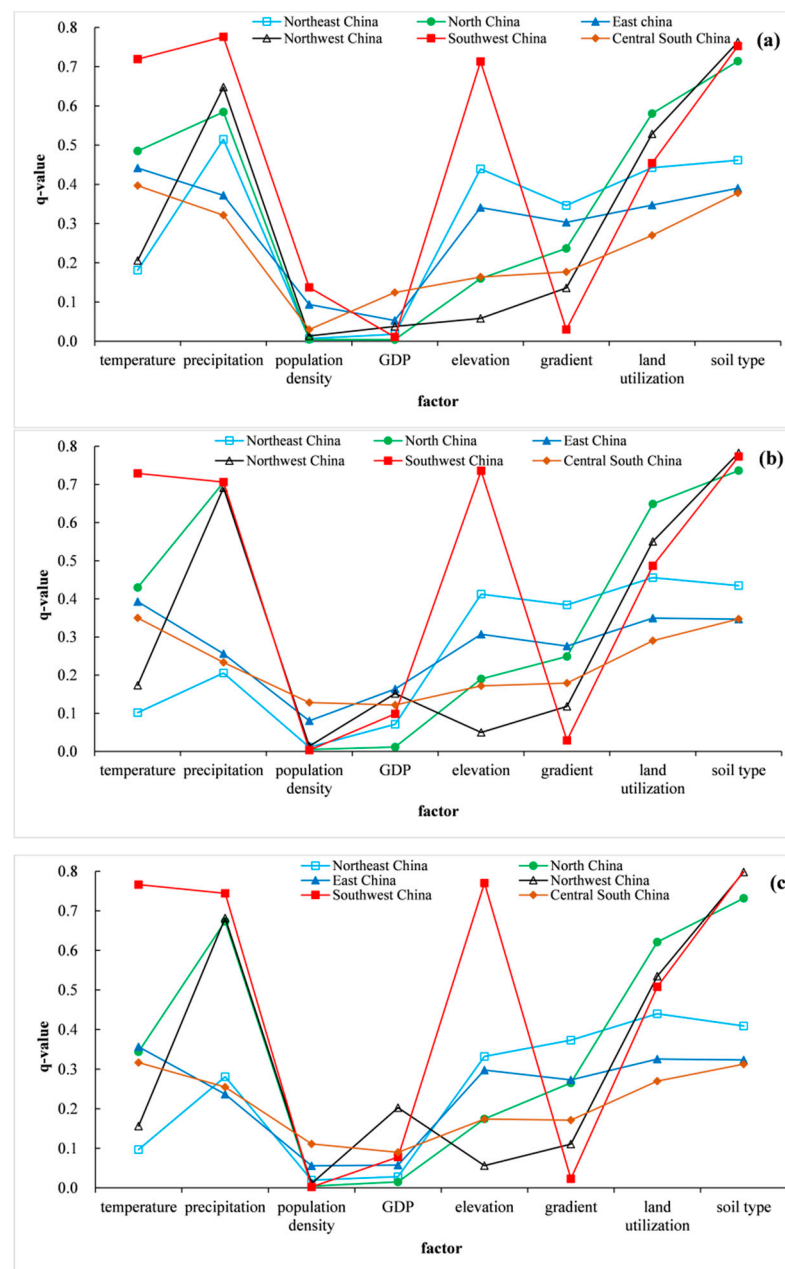 Northeast China North China East china
Northwest China Southwest China Central South China
(a)
0.8
0.7
0.6
0.5
0.4
0.3
0.2
0.1
0.0
q-value
temperature precipitation population density GDP elevation gradient land utilization soil type
factor
Northeast China North China East China
Northwest China Southwest China Central South China
(b)
0.8
0.7
0.6
0.5
0.4
0.3
0.2
0.1
0.0
q-value
temperature precipitation population density GDP elevation gradient land utilization soil type
factor
Northeast China North China
East China Northwest China
Southwest China Central South China
(c
0.8
0.7
0.6
0.5
0.4
0.3
0.2
0.1
0.0
q-value
temperature precipitation population density GDP elevation gradient land utilization soil type
factor